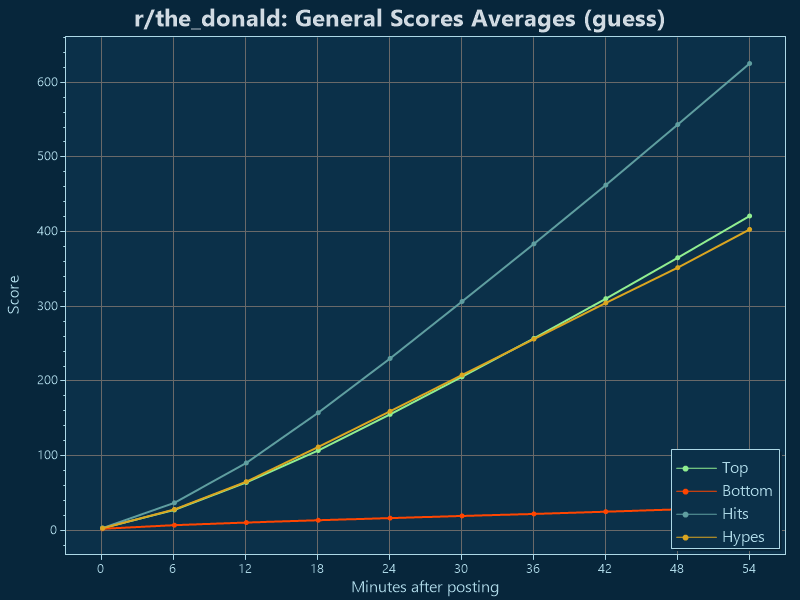 r/the_donald: General Scores Averages (guess)
600
500
400
300
200
100
0
Score
0 6 12 18 24 30 36 42 48 54
Minutes after posting
Top
Bottom
Hits
Hypes